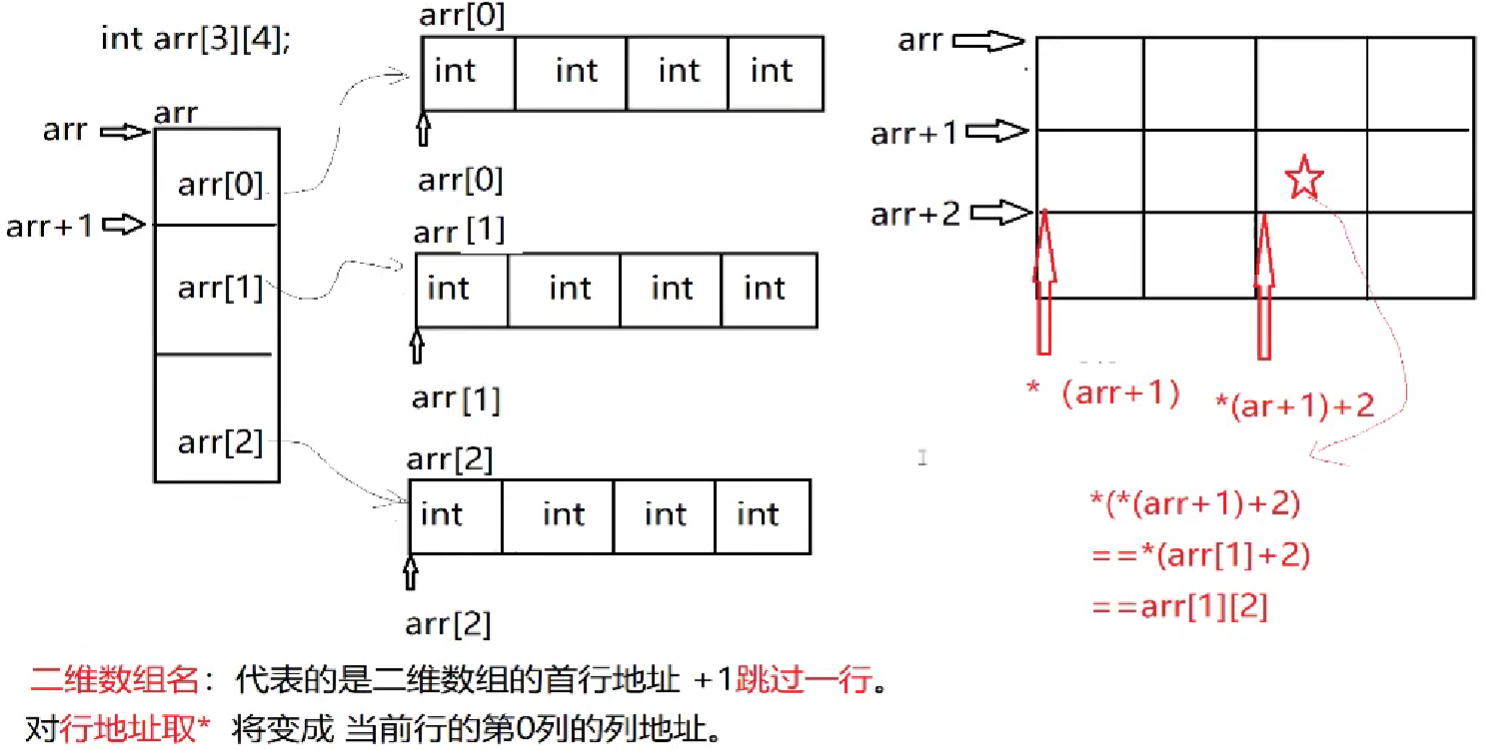 int arr[3][4];
arr
arr
arr[0]
arr+1
arr[1]
arr[2]
arr[0]
int int int int
arr[0]
arr [1]
int int int int
arr[1]
arr[2]
int int int int
arr[2]
arr
arr+1
arr+2
* (arr+1)
*(ar+1)+2
*(*(arr+1)+2)
==*(arr[1]+2)
==arr[1][2]
二维数组名：代表的是二维数组的首行地址 +1跳过一行。
对行地址取* 将变成 当前行的第0列的列地址。